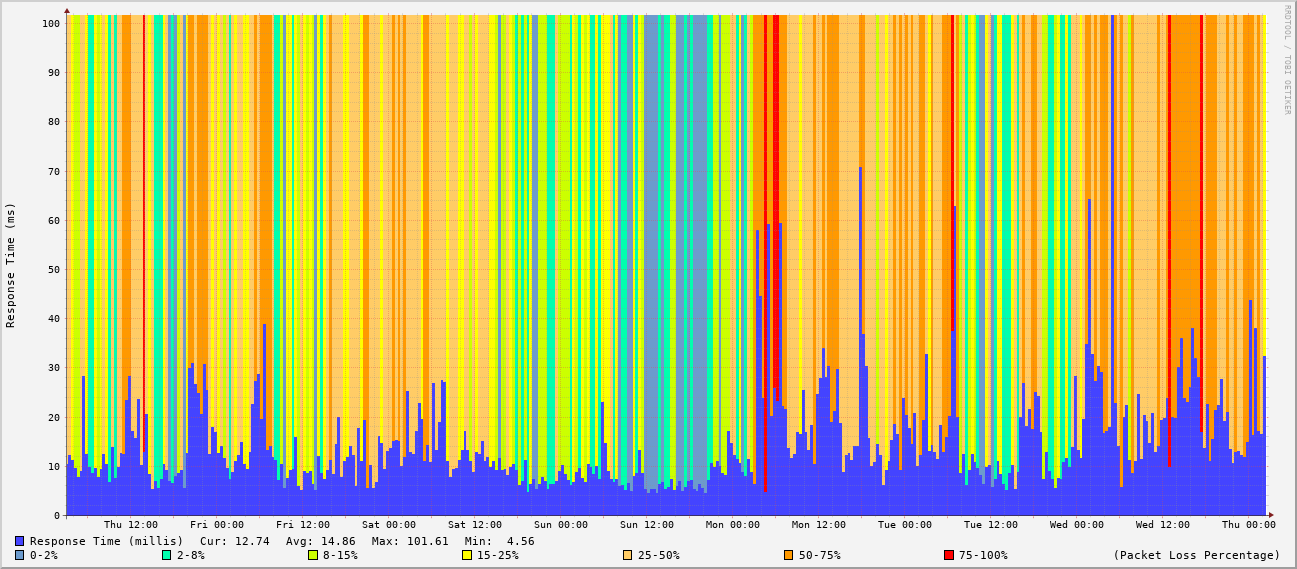 RRDTOOL / TOBI OETIKER
Response Time (ms)
100
90
80
70
60
50
40
30
20
10
0
Thu 12:00 Fri 00:00 Fri 12:00 Sat 00:00 Sat 12:00 Sun 00:00 Sun 12:00 Mon 00:00 Mon 12:00 Tue 00:00 Tue 12:00 Wed 00:00 Wed 12:00 Thu 00:00
Response Time (millis) Cur: 12.74 Avg: 14.86 Max: 101.61 Min: 4.56
0-2% 2-8% 8-15% 15-25% 25-50% 50-75% 75-100% (Packet Loss Percentage)